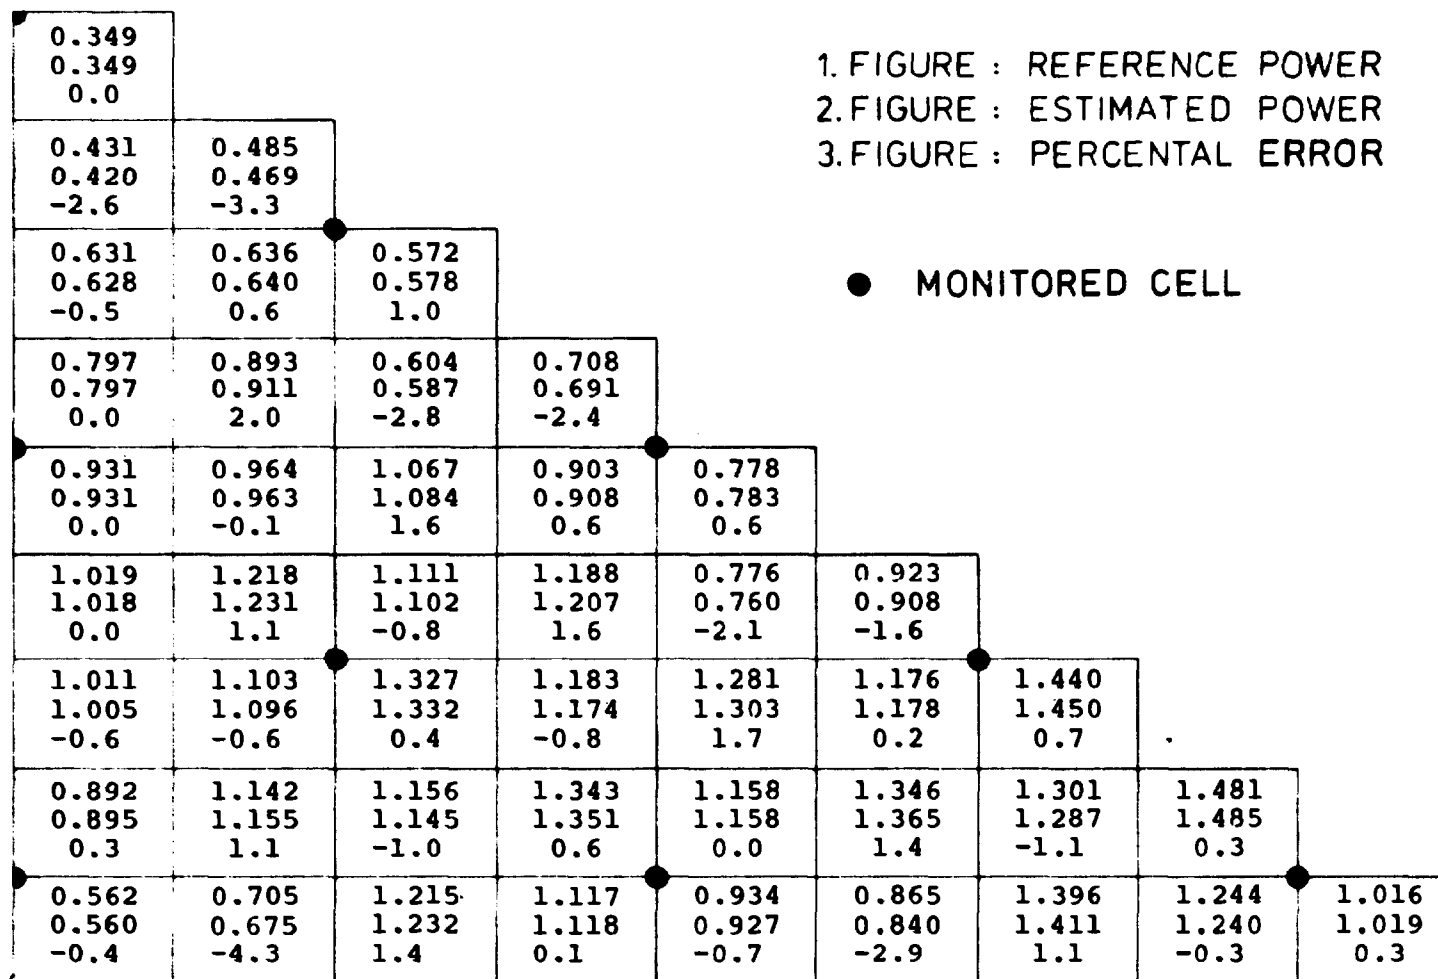 0.349
0.349
0.0
1. FIGURE : REFERENCE POWER
2. FIGURE : ESTIMATED POWER
3. FIGURE : PERCENTAL ERROR
● MONITORED CELL
0.431 0.485
0.420 0.469
-2.6 -3.3
0.631 0.636 0.572
0.628 0.640 0.578
-0.5 0.6 1.0
0.797 0.893 0.604 0.708
0.797 0.911 0.587 0.691
0.0 2.0 -2.8 -2.4
0.931 0.964 1.067 0.903 0.778
0.931 0.963 1.084 0.908 0.783
0.0 -0.1 1.6 0.6 0.6
1.019 1.218 1.111 1.188 0.776 0.923
1.018 1.231 1.102 1.207 0.760 0.908
0.0 1.1 -0.8 1.6 -2.1 -1.6
1.011 1.103 1.327 1.183 1.281 1.176 1.440
1.005 1.096 1.332 1.174 1.303 1.178 1.450
-0.6 -0.6 0.4 -0.8 1.7 0.2 0.7
0.892 1.142 1.156 1.343 1.158 1.346 1.301 1.481
0.895 1.155 1.145 1.351 1.158 1.365 1.287 1.485
0.3 1.1 -1.0 0.6 0.0 1.4 -1.1 0.3
0.562 0.705 1.215 1.117 0.934 0.865 1.396 1.244 1.016
0.560 0.675 1.232 1.118 0.927 0.840 1.411 1.240 1.019
-0.4 -4.3 1.4 0.1 -0.7 -2.9 1.1 -0.3 0.3